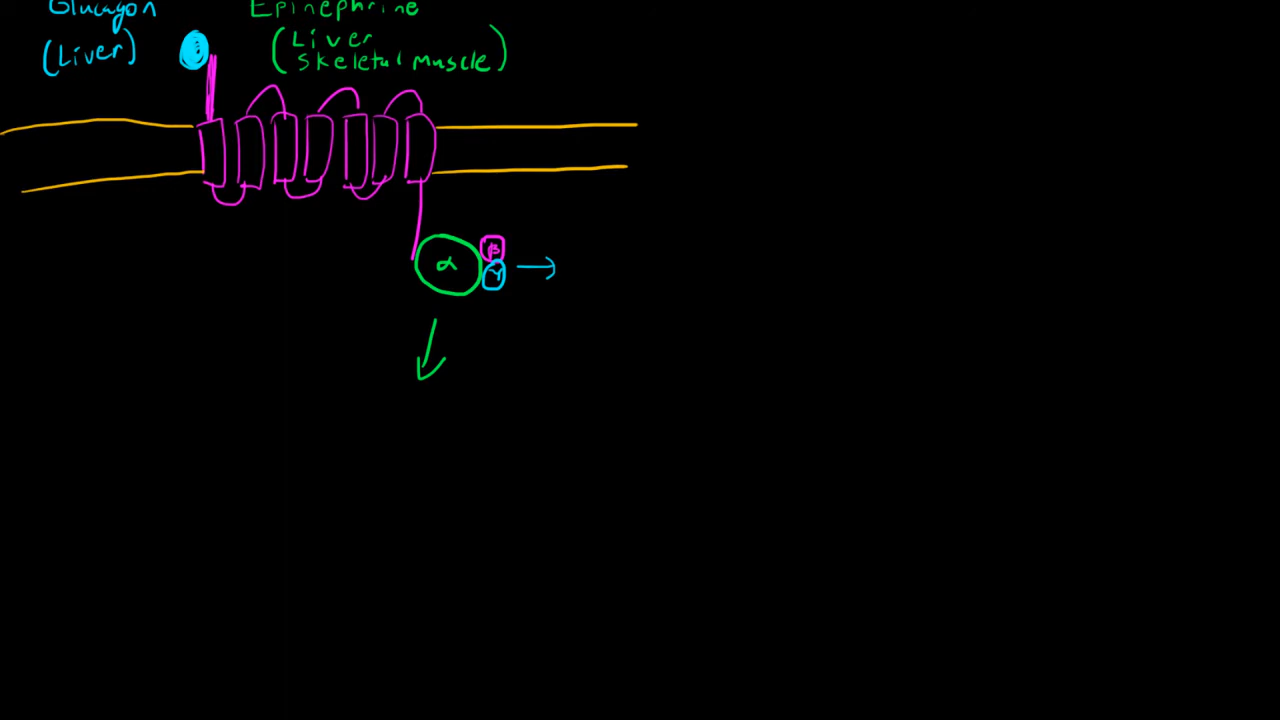 Glucagon
(Liver)
Epinephrine
(Liver
Skeletal Muscle)
α
β
γ